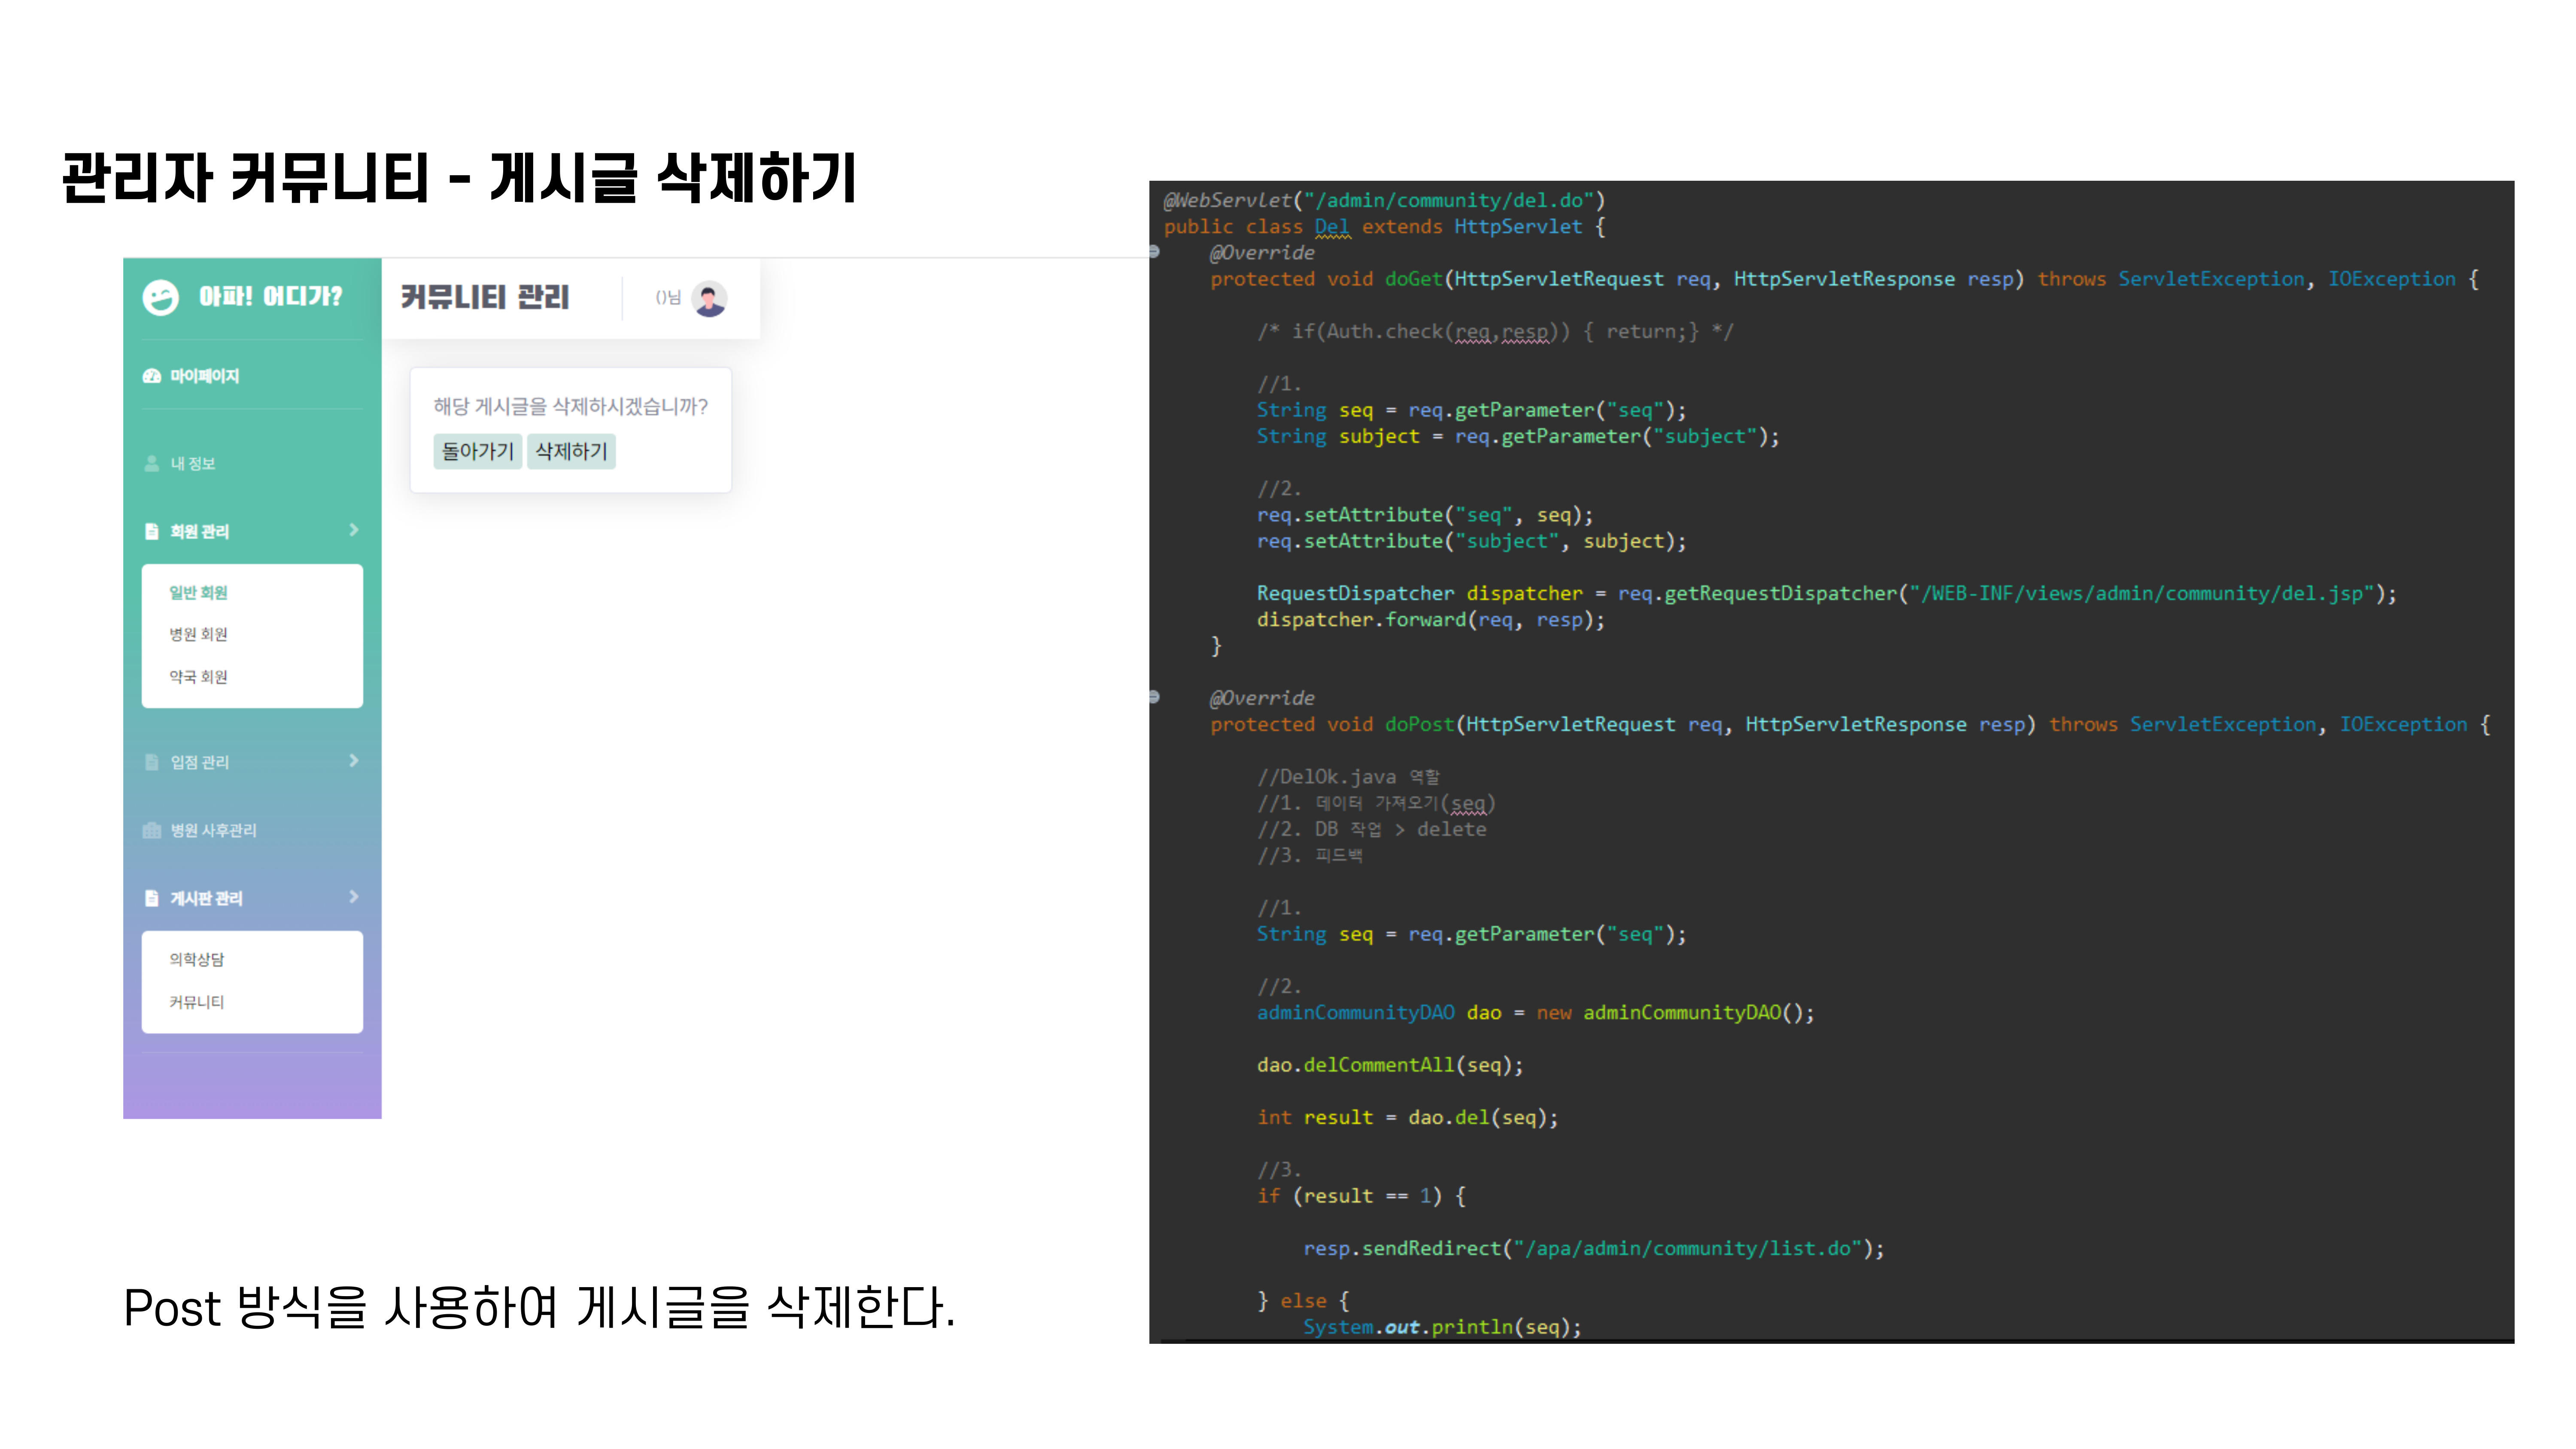 관리자 커뮤니티 - 게시글 삭제하기
아파! 어디가?
마이페이지
내 정보
회원 관리
일반 회원
병원 회원
약국 회원
입점 관리
병원 사후관리
게시판 관리
의학상담
커뮤니티
커뮤니티 관리
()님
해당 게시글을 삭제하시겠습니까?
돌아가기 삭제하기
Post 방식을 사용하여 게시글을 삭제한다.
@WebServlet("/admin/community/del.do")
public class Del extends HttpServlet {
@Override
protected void doGet(HttpServletRequest req, HttpServletResponse resp) throws ServletException, IOException {
/* if(Auth.check(req,resp)) { return;} */
//1.
String seq = req.getParameter("seq");
String subject = req.getParameter("subject");
//2.
req.setAttribute("seq", seq);
req.setAttribute("subject", subject);
RequestDispatcher dispatcher = req.getRequestDispatcher("/WEB-INF/views/admin/community/del.jsp");
dispatcher.forward(req, resp);
}
@Override
protected void doPost(HttpServletRequest req, HttpServletResponse resp) throws ServletException, IOException {
//DelOk.java 역할
//1. 데이터 가져오기(seq)
//2. DB 작업 > delete
//3. 피드백
//1.
String seq = req.getParameter("seq");
//2.
adminCommunityDAO dao = new adminCommunityDAO();
dao.delCommentAll(seq);
int result = dao.del(seq);
//3.
if (result == 1) {
resp.sendRedirect("/apa/admin/community/list.do");
} else {
System.out.println(seq);